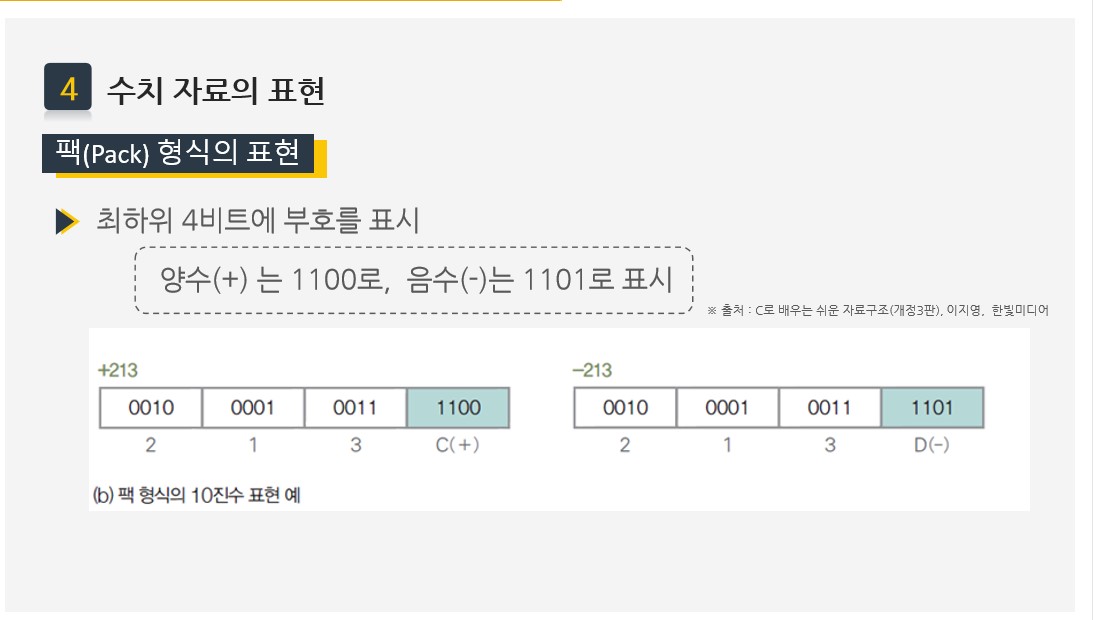 4 수치 자료의 표현
팩(Pack) 형식의 표현
최하위 4비트에 부호를 표시
양수(+) 는 1100로, 음수(-)는 1101로 표시
※ 출처 : C로 배우는 쉬운 자료구조(개정3판), 이지영, 한빛미디어
+213
0010 0001 0011 1100
2 1 3 C(+)
−213
0010 0001 0011 1101
2 1 3 D(−)
(b) 팩 형식의 10진수 표현 예